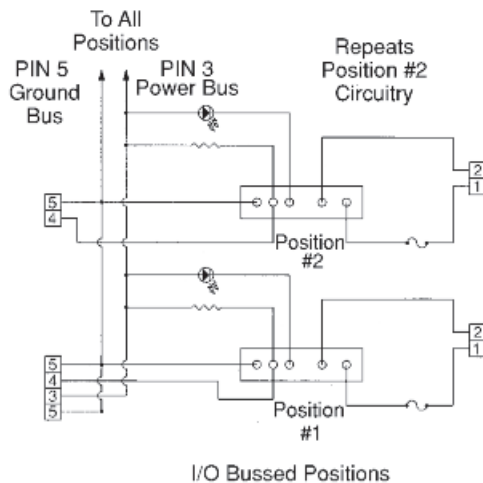 To All
Positions
PIN 5
Ground
Bus
PIN 3
Power Bus
Repeats
Position #2
Circuitry
5
4
2
1
Position
#2
5
4
3
5
2
1
Position
#1
I/O Bussed Positions